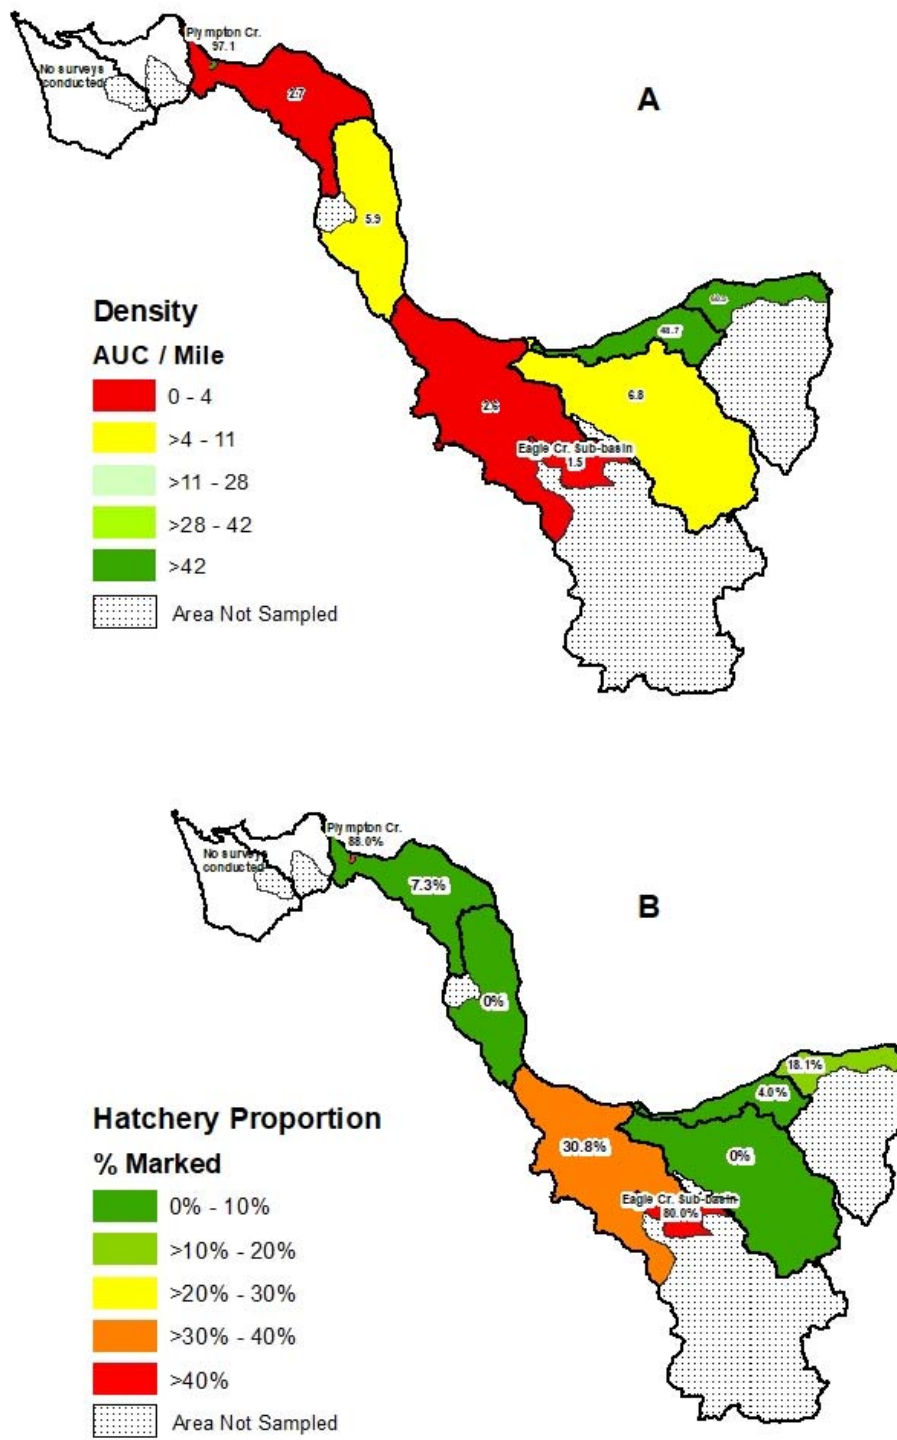 Plympton Cr.
97.1
No surveys
conducted
2.7
A
5.9
Density
AUC / Mile
0 - 4
>4 - 11
>11 - 28
>28 - 42
>42
Area Not Sampled
48.7
6.8
2.6
Eagle Cr. Sub-basin
1.5
Plympton Cr.
88.0%
No surveys
conducted
7.3%
B
0%
18.1%
4.0%
Hatchery Proportion
% Marked
0% - 10%
>10% - 20%
>20% - 30%
>30% - 40%
>40%
Area Not Sampled
30.8%
0%
Eagle Cr. Sub-basin
80.0%